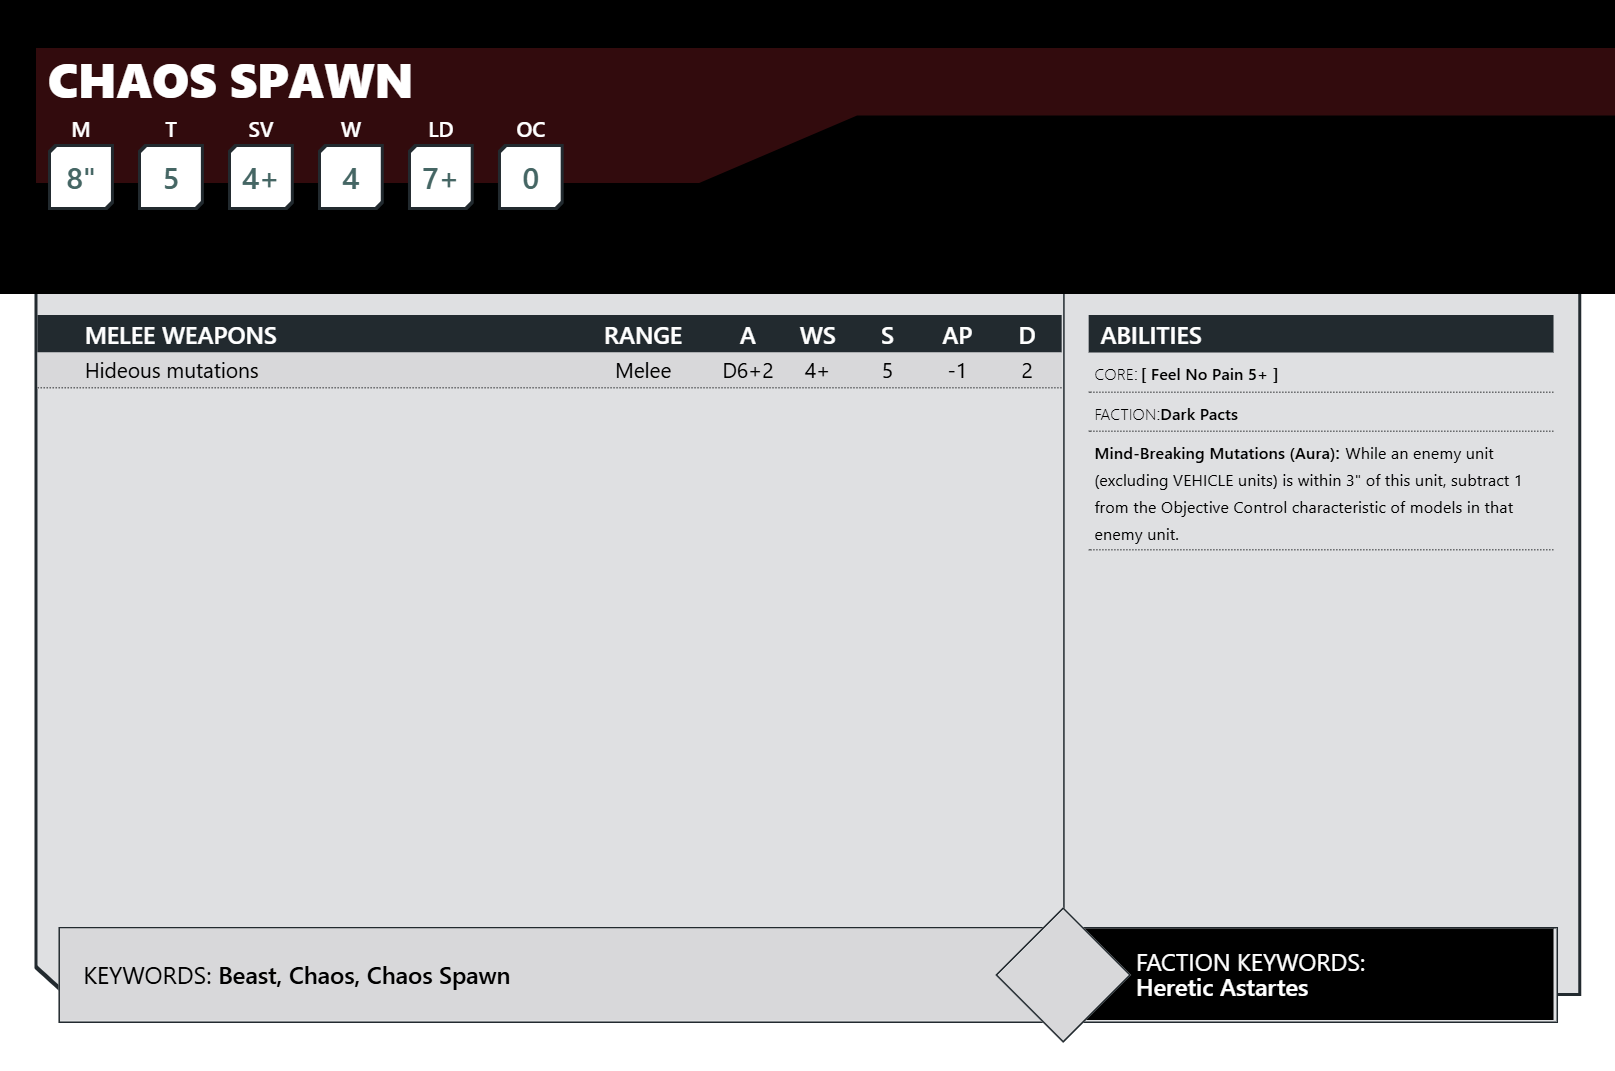 CHAOS SPAWN
M T SV W LD OC
8" 5 4+ 4 7+ 0
MELEE WEAPONS RANGE A WS S AP D
Hideous mutations Melee D6+2 4+ 5 -1 2
ABILITIES
CORE: [ Feel No Pain 5+ ]
FACTION:Dark Pacts
Mind-Breaking Mutations (Aura): While an enemy unit
(excluding VEHICLE units) is within 3" of this unit, subtract 1
from the Objective Control characteristic of models in that
enemy unit.
KEYWORDS: Beast, Chaos, Chaos Spawn
FACTION KEYWORDS:
Heretic Astartes